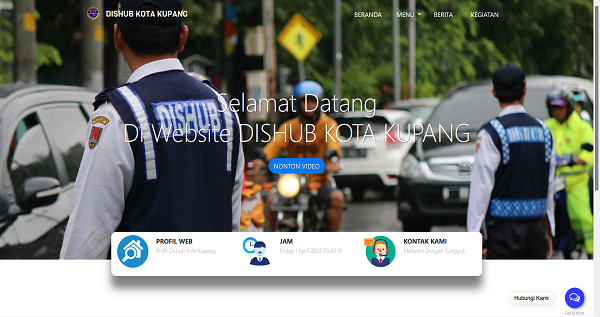 DISHUB KOTA KUPANG
BERANDA MENU BERITA KEGIATAN
DISHUB
Selamat Datang
Di Website DISHUB KOTA KUPANG
NONTON VIDEO
PROFIL WEB
Profil Dishub Kota Kupang
JAM
Friday 1 April 2022 23:43:18
KONTAK KAMI
Melayani Dengan Sungguh
Hubungi Kami
GetButton